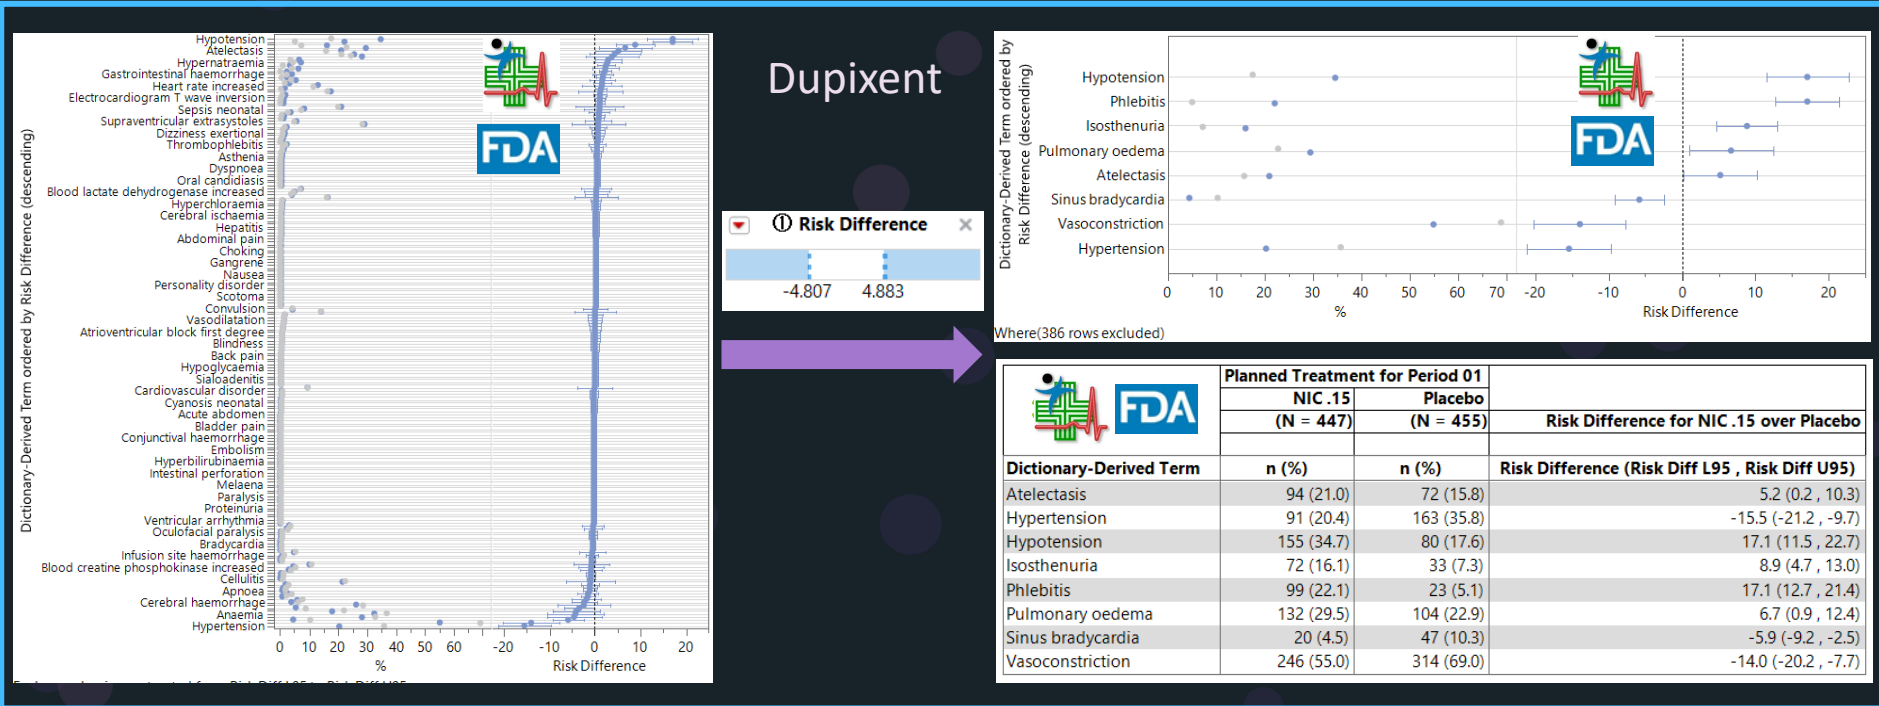 Dupixent
Dictionary-Derived Term ordered by Risk Difference (descending)
Hypotension
Atelectasis
Hypernatraemia
Gastrointestinal haemorrhage
Heart rate increased
Electrocardiogram T wave inversion
Sepsis neonatal
Supraventricular extrasystoles
Dizziness exertional
Thrombophlebitis
Asthenia
Dyspnoea
Oral candidiasis
Blood lactate dehydrogenase increased
Hyperchloraemia
Cerebral ischaemia
Hepatitis
Abdominal pain
Choking
Gangrene
Nausea
Personality disorder
Scotoma
Convulsion
Vasodilatation
Atrioventricular block first degree
Blindness
Back pain
Hypoglycaemia
Sialoadenitis
Cardiovascular disorder
Cyanosis neonatal
Acute abdomen
Bladder pain
Conjunctival haemorrhage
Embolism
Hyperbilirubinaemia
Intestinal perforation
Melaena
Paralysis
Proteinuria
Ventricular arrhythmia
Oculofacial paralysis
Bradycardia
Infusion site haemorrhage
Blood creatine phosphokinase increased
Cellulitis
Apnoea
Cerebral haemorrhage
Anaemia
Hypertension
0 10 20 30 40 50 60 -20 -10 0 10 20
% Risk Difference
FDA
① Risk Difference
-4.807 4.883
Dictionary-Derived Term ordered by
Risk Difference (descending)
Hypotension
Phlebitis
Isosthenuria
Pulmonary oedema
Atelectasis
Sinus bradycardia
Vasoconstriction
Hypertension
0 10 20 30 40 50 60 70 -20 -10 0 10 20
% Risk Difference
Where(386 rows excluded)
FDA
FDA
Planned Treatment for Period 01
NIC .15 Placebo
(N = 447) (N = 455) Risk Difference for NIC .15 over Placebo
Dictionary-Derived Term n (%) n (%) Risk Difference (Risk Diff L95 , Risk Diff U95)
Atelectasis 94 (21.0) 72 (15.8) 5.2 (0.2 , 10.3)
Hypertension 91 (20.4) 163 (35.8) -15.5 (-21.2 , -9.7)
Hypotension 155 (34.7) 80 (17.6) 17.1 (11.5 , 22.7)
Isosthenuria 72 (16.1) 33 (7.3) 8.9 (4.7 , 13.0)
Phlebitis 99 (22.1) 23 (5.1) 17.1 (12.7 , 21.4)
Pulmonary oedema 132 (29.5) 104 (22.9) 6.7 (0.9 , 12.4)
Sinus bradycardia 20 (4.5) 47 (10.3) -5.9 (-9.2 , -2.5)
Vasoconstriction 246 (55.0) 314 (69.0) -14.0 (-20.2 , -7.7)